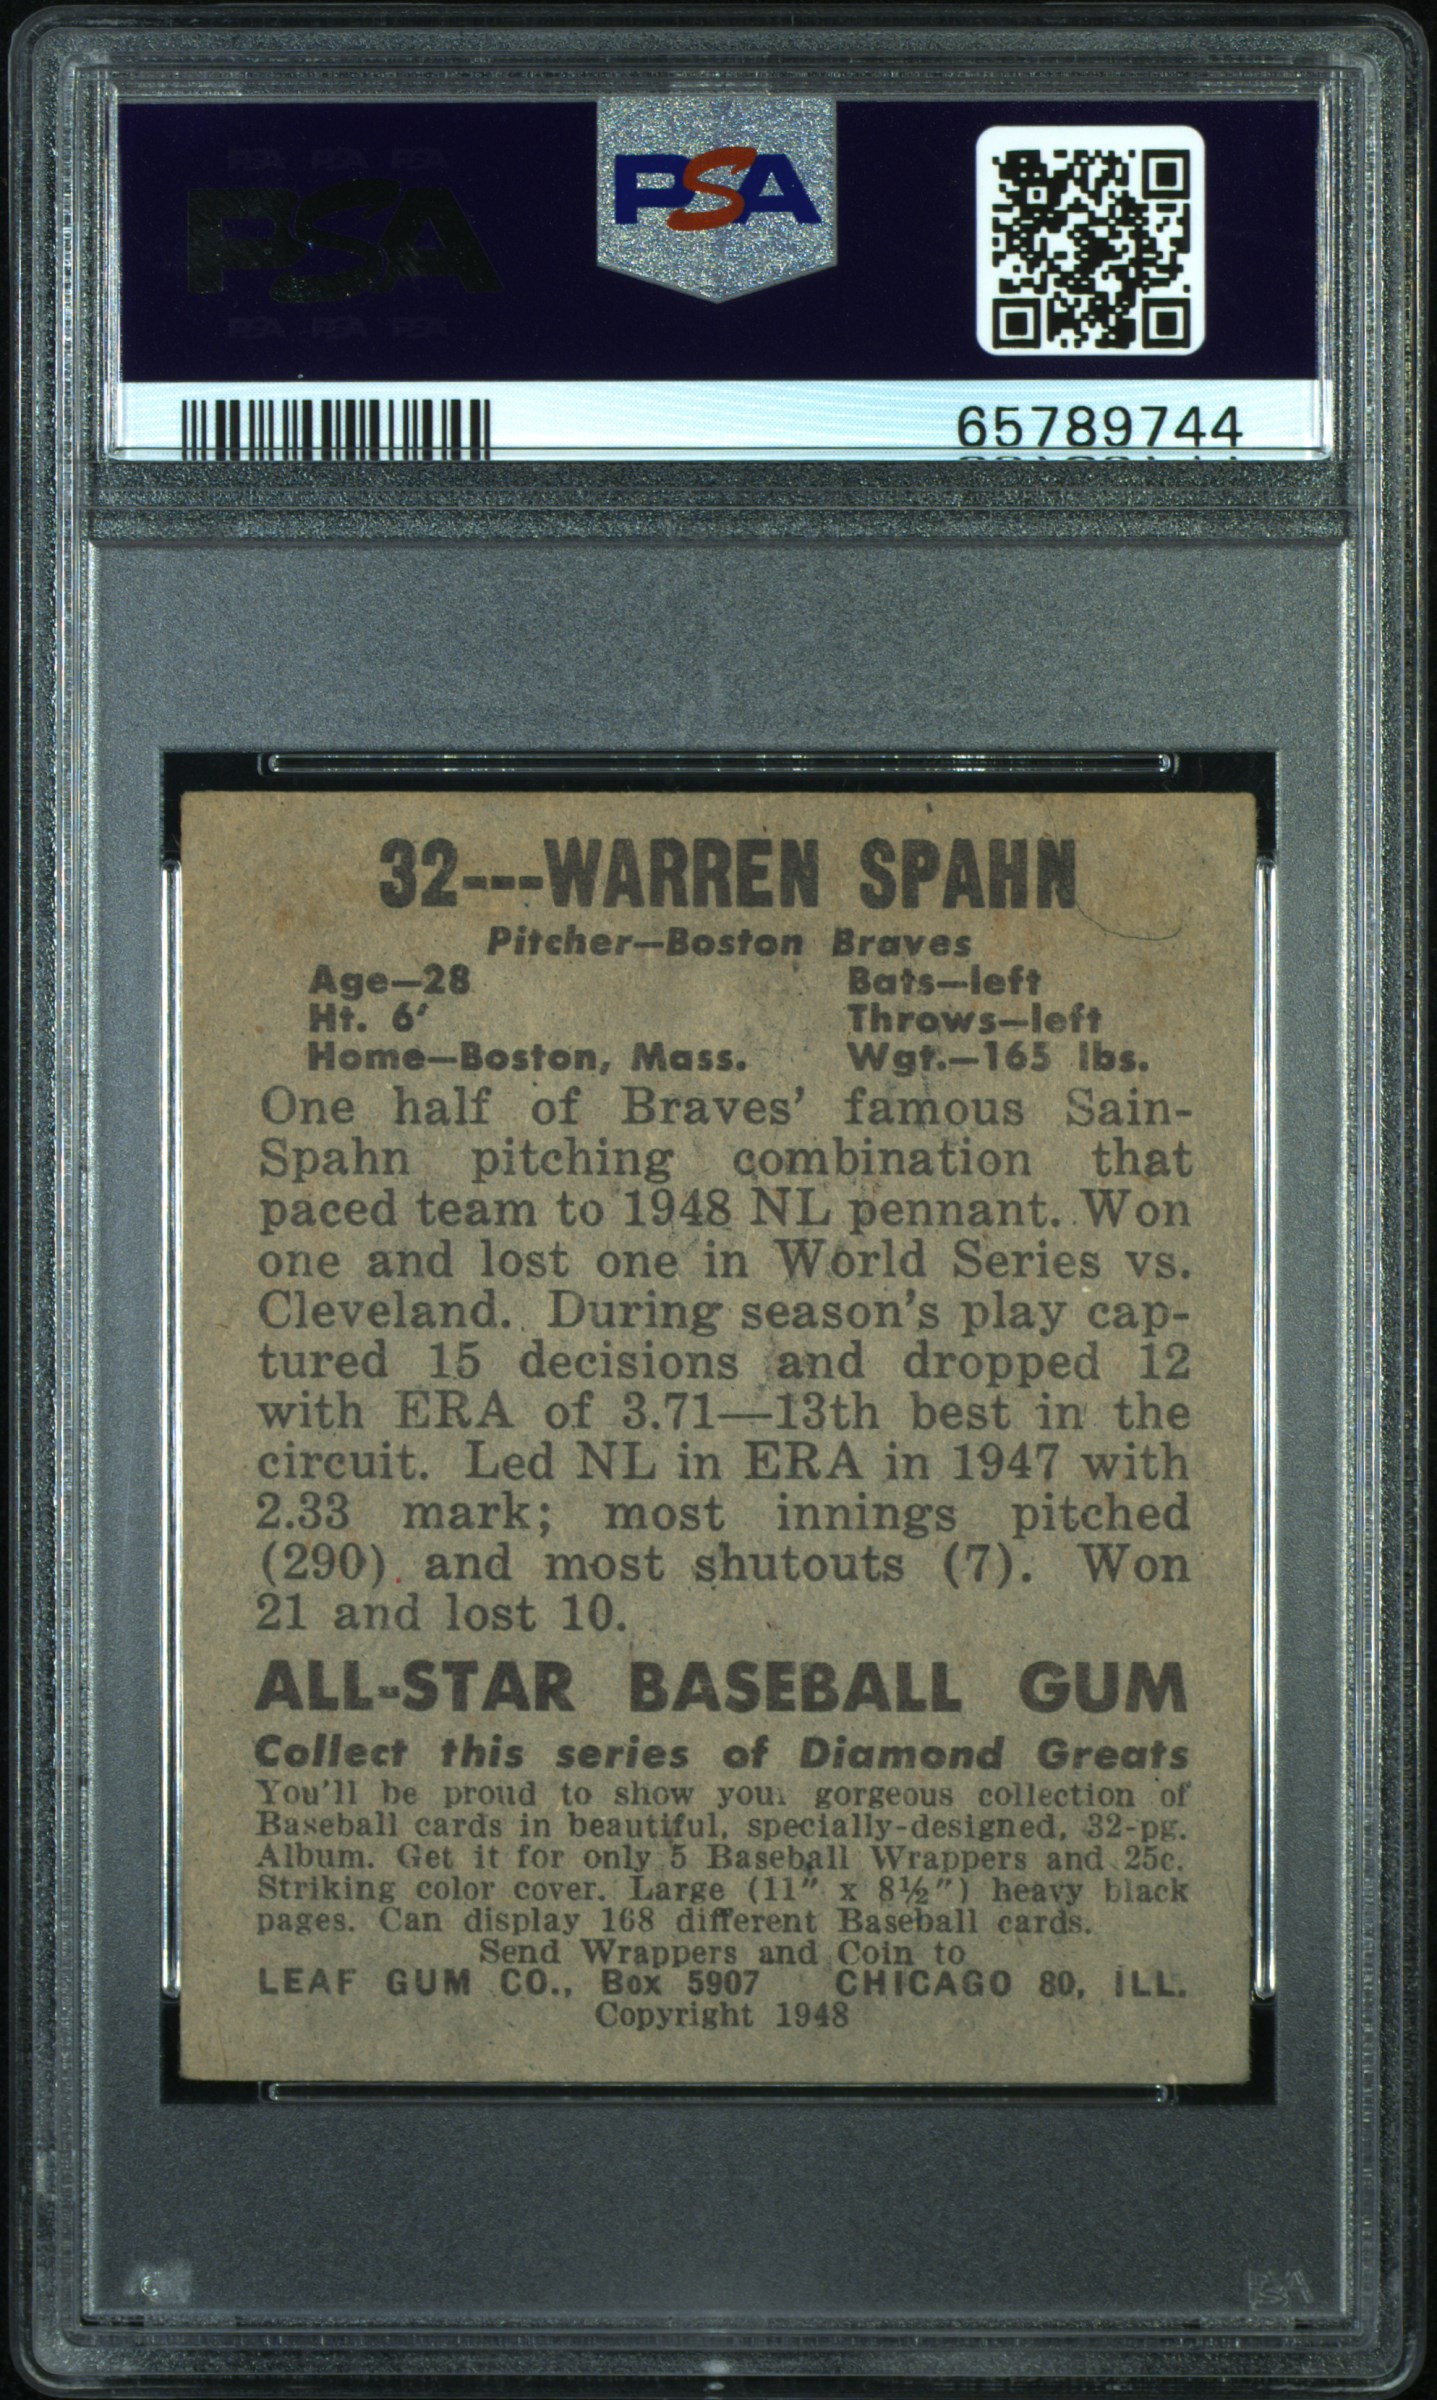 PSA PSA PSA
PSA
PSA PSA PSA
PSA
65789744
32---WARREN SPAHN
Pitcher—Boston Braves
Age—28 Bats—left
Ht. 6' Throws—left
Home—Boston, Mass. Wgt.—165 lbs.
One half of Braves' famous Sain-
Spahn pitching combination that
paced team to 1948 NL pennant. Won
one and lost one in World Series vs.
Cleveland. During season's play cap-
tured 15 decisions and dropped 12
with ERA of 3.71—13th best in the
circuit. Led NL in ERA in 1947 with
2.33 mark; most innings pitched
(290) and most shutouts (7). Won
21 and lost 10.
ALL-STAR BASEBALL GUM
Collect this series of Diamond Greats
You'll be proud to show your gorgeous collection of
Baseball cards in beautiful, specially-designed, 32-pg.
Album. Get it for only 5 Baseball Wrappers and 25c.
Striking color cover. Large (11" x 8½") heavy black
pages. Can display 168 different Baseball cards.
Send Wrappers and Coin to
LEAF GUM CO., Box 5907 CHICAGO 80, ILL.
Copyright 1948